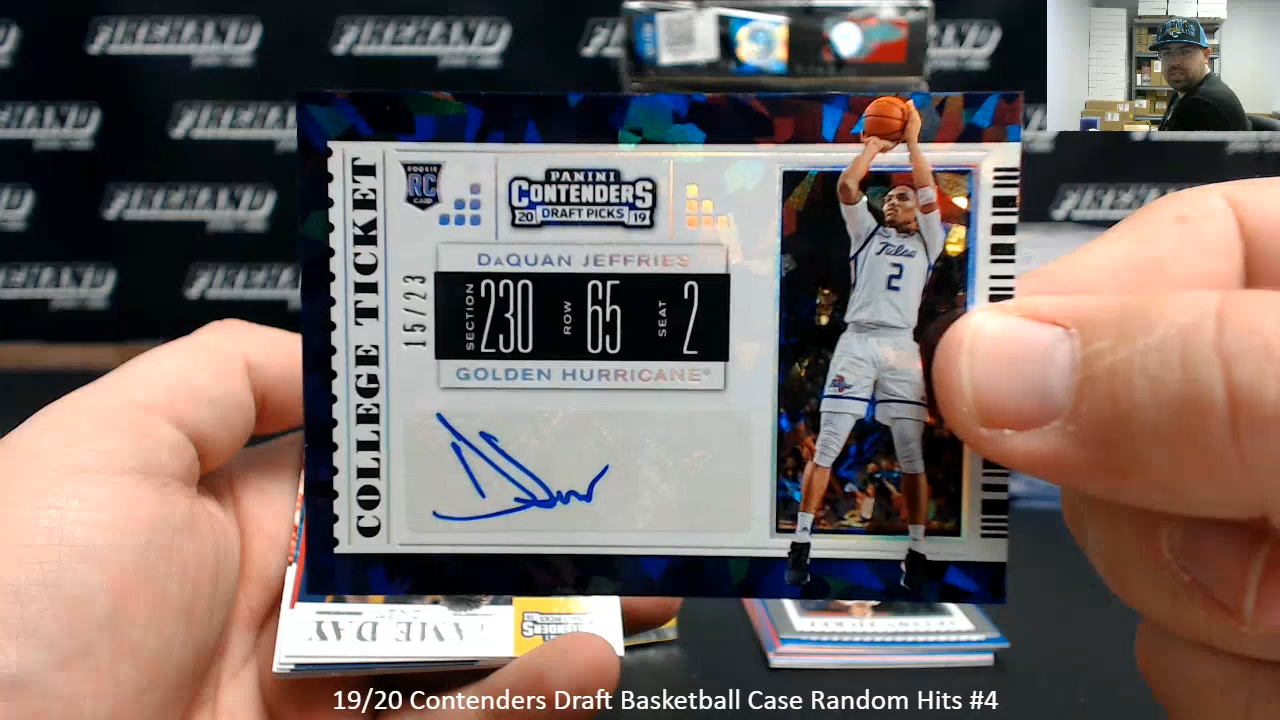 FIREHAND
FIREHAND
FIREHAND
FIREHAND
FIREHAND
FIREHAND
FIREHAND
ROOKIE
RC
CARD
PANINI
CONTENDERS
20 DRAFT PICKS 19
COLLEGE TICKET
15/23
DAQUAN JEFFRIES
SECTION 230 ROW 65 SEAT 2
GOLDEN HURRICANE®
Tulsa
2
AME DAY
19/20 Contenders Draft Basketball Case Random Hits #4